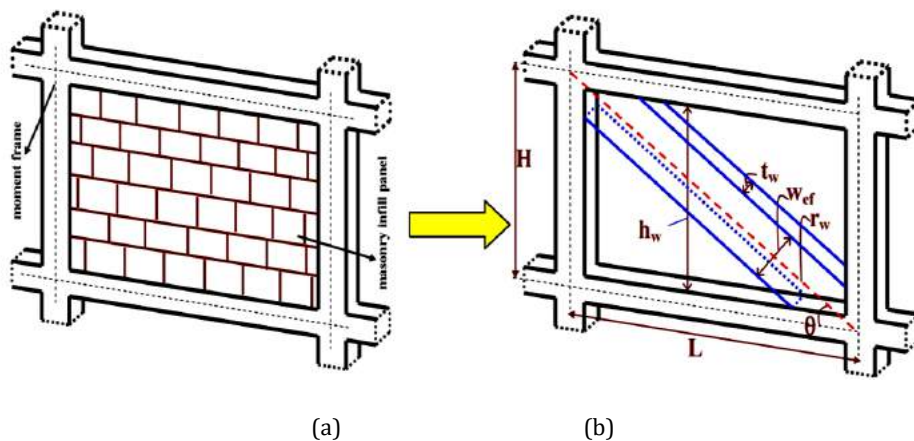 moment frame
masonry infill panel
H
t_w
w_ef
r_w
h_w
θ
L
(a)
(b)